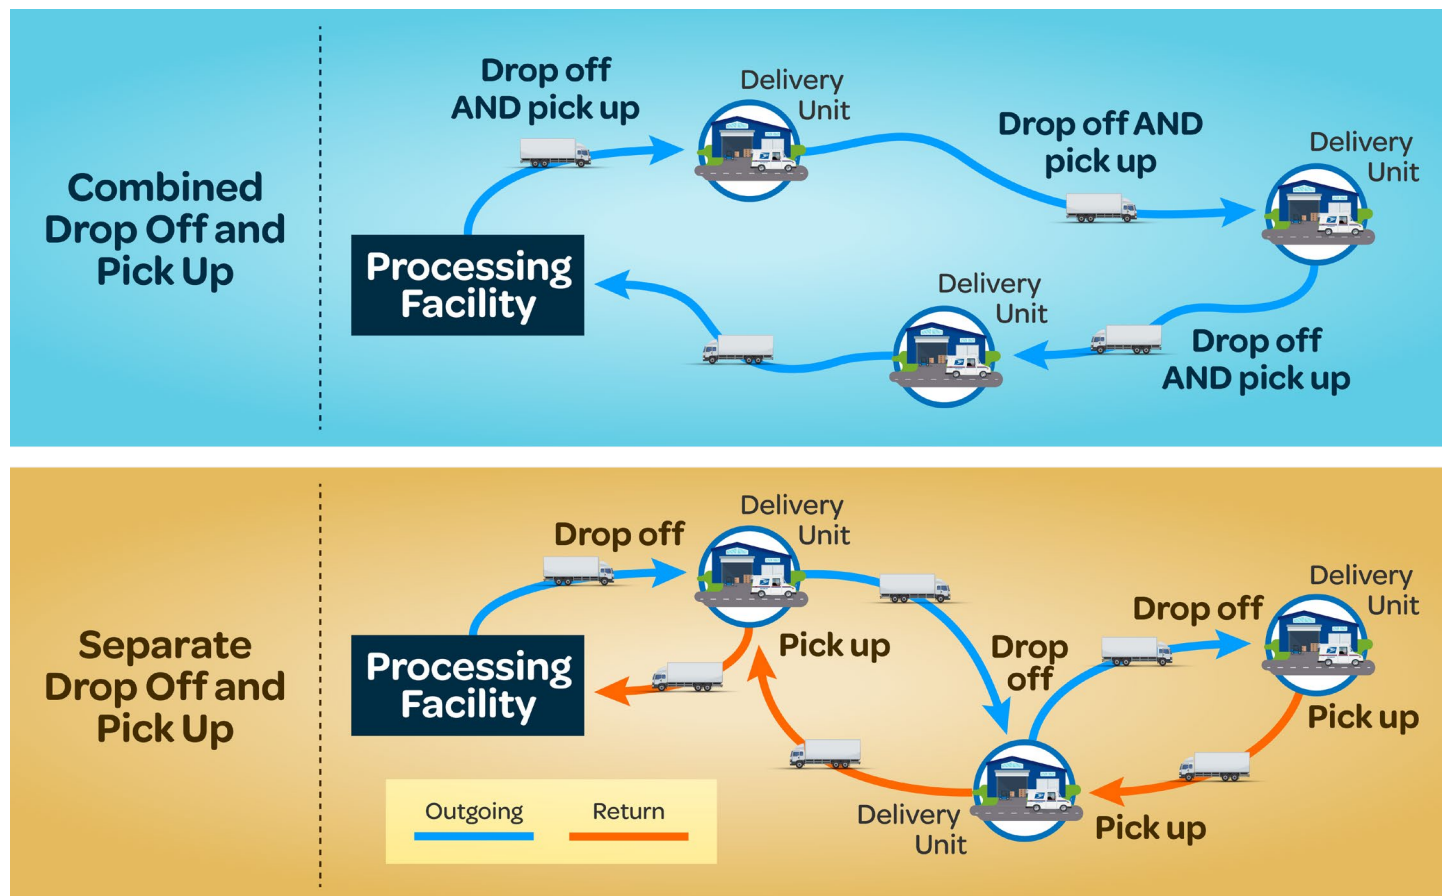 Combined
Drop Off and
Pick Up
Drop off
AND pick up
Delivery
Unit
Drop off AND
pick up
Delivery
Unit
Processing
Facility
Delivery
Unit
Drop off
AND pick up
Separate
Drop Off and
Pick Up
Drop off
Delivery
Unit
Pick up
Drop
off
Drop off
Delivery
Unit
Pick up
Processing
Facility
Delivery
Unit
Pick up
Outgoing
Return